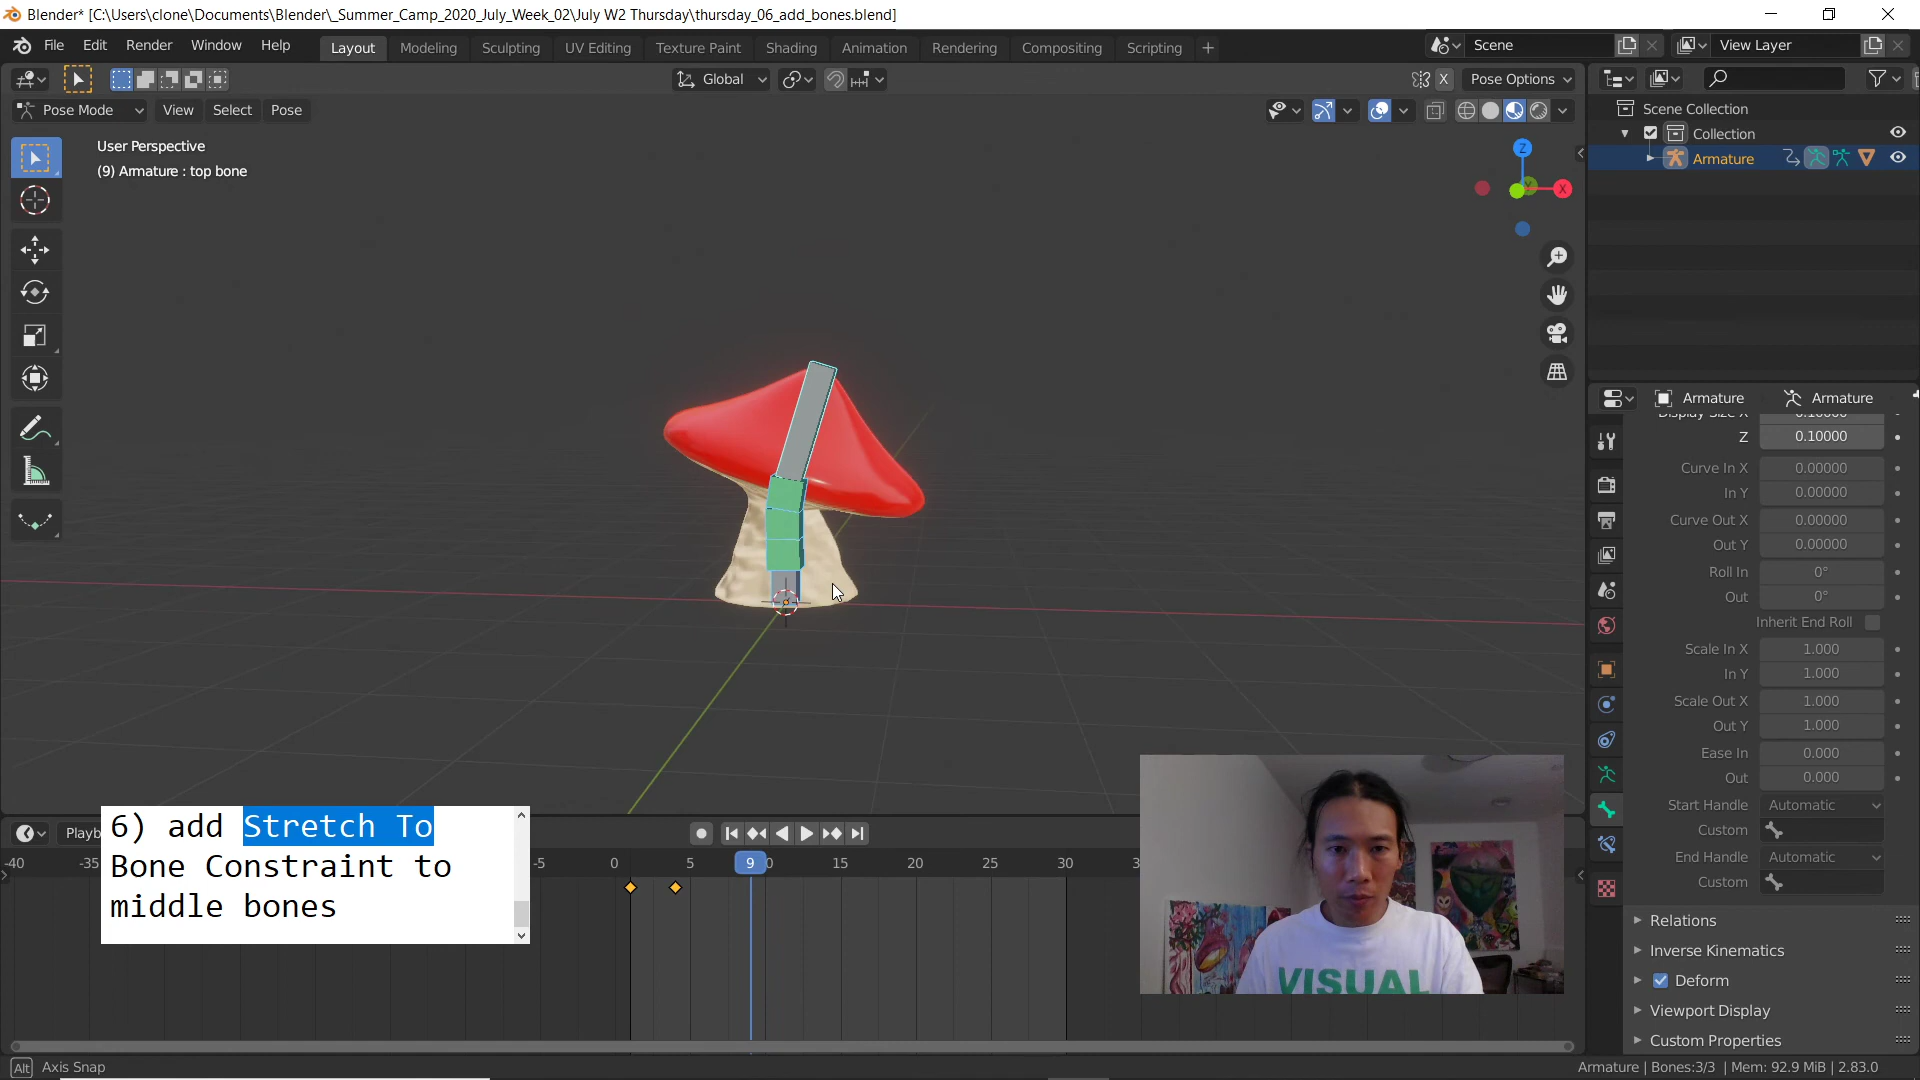 Blender* [C:\Users\clone\Documents\Blender\_Summer_Camp_2020_July_Week_02\July W2 Thursday\thursday_06_add_bones.blend]
File Edit Render Window Help
Layout Modeling Sculpting UV Editing Texture Paint Shading Animation Rendering Compositing Scripting +
Scene
View Layer
Global
X
Pose Options
Pose Mode View Select Pose
User Perspective
(9) Armature : top bone
Z
X
Scene Collection
Collection
Armature
Armature Armature
Display Size X 0.10000
Z 0.10000
Curve In X 0.00000
In Y 0.00000
Curve Out X 0.00000
Out Y 0.00000
Roll In 0°
Out 0°
Inherit End Roll
Scale In X 1.000
In Y 1.000
Scale Out X 1.000
Out Y 1.000
Ease In 0.000
Out 0.000
Start Handle Automatic
Custom
End Handle Automatic
Custom
Relations
Inverse Kinematics
Deform
Viewport Display
Custom Properties
Playb
-40 -35 -5 0 5 9 0 15 20 25 30 3
6) add Stretch To
Bone Constraint to
middle bones
VISUAL
Alt Axis Snap
Armature | Bones:3/3 | Mem: 92.9 MiB | 2.83.0